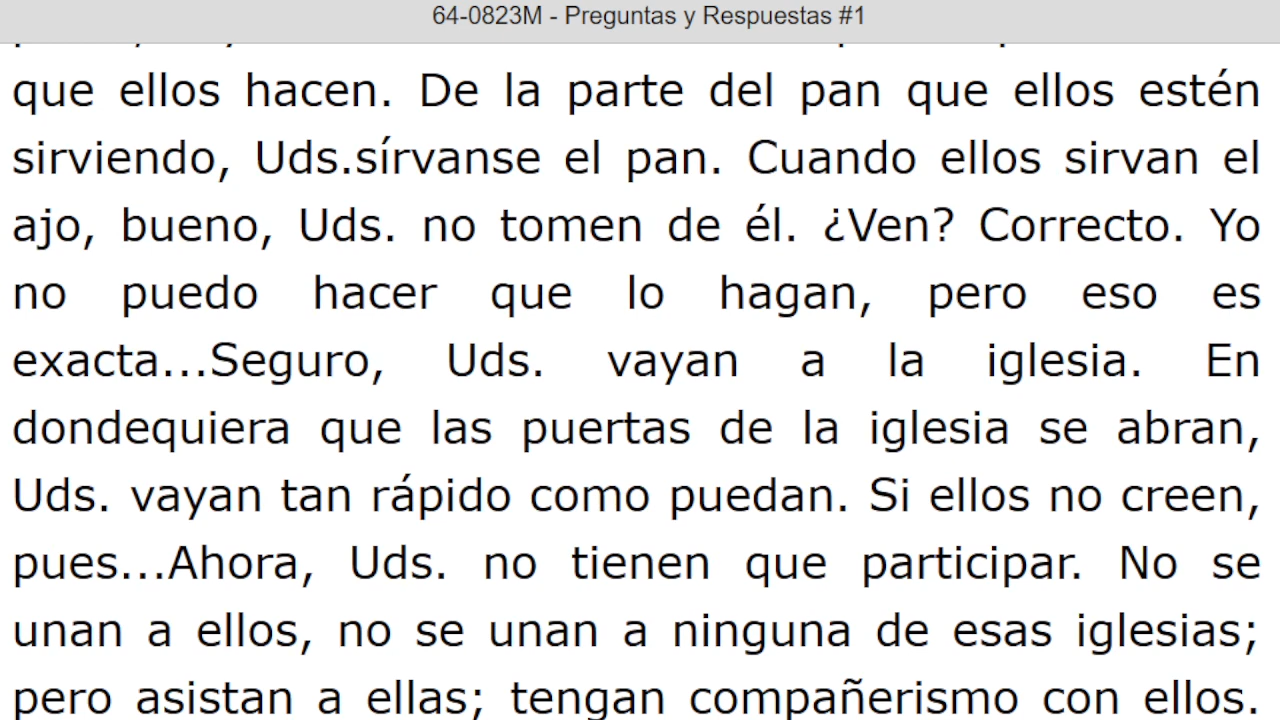 64-0823M - Preguntas y Respuestas #1
que ellos hacen. De la parte del pan que ellos estén
sirviendo, Uds.sírvanse el pan. Cuando ellos sirvan el
ajo, bueno, Uds. no tomen de él. ¿Ven? Correcto. Yo
no puedo hacer que lo hagan, pero eso es
exacta...Seguro, Uds. vayan a la iglesia. En
dondequiera que las puertas de la iglesia se abran,
Uds. vayan tan rápido como puedan. Si ellos no creen,
pues...Ahora, Uds. no tienen que participar. No se
unan a ellos, no se unan a ninguna de esas iglesias;
pero asistan a ellas; tengan compañerismo con ellos.